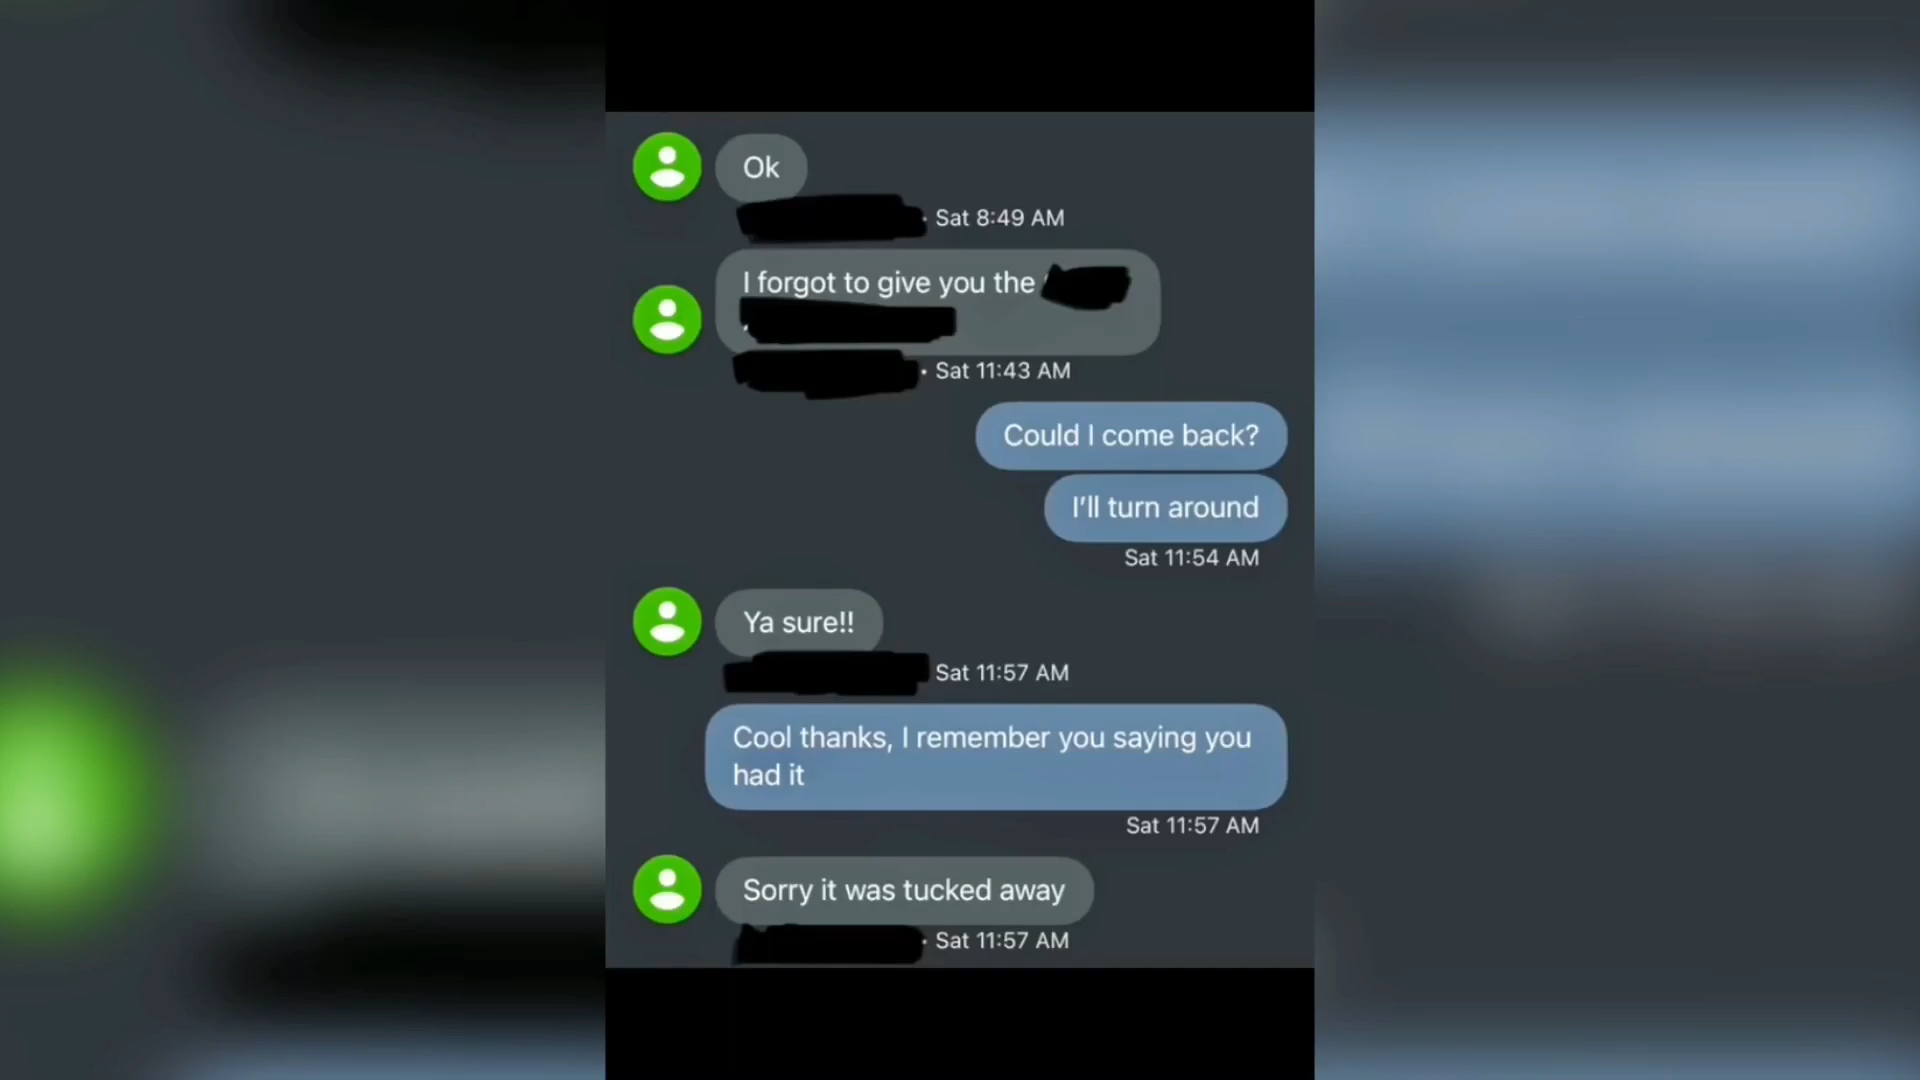 Ok
· Sat 8:49 AM
I forgot to give you the
· Sat 11:43 AM
Could I come back?
I'll turn around
Sat 11:54 AM
Ya sure!!
Sat 11:57 AM
Cool thanks, I remember you saying you
had it
Sat 11:57 AM
Sorry it was tucked away
· Sat 11:57 AM